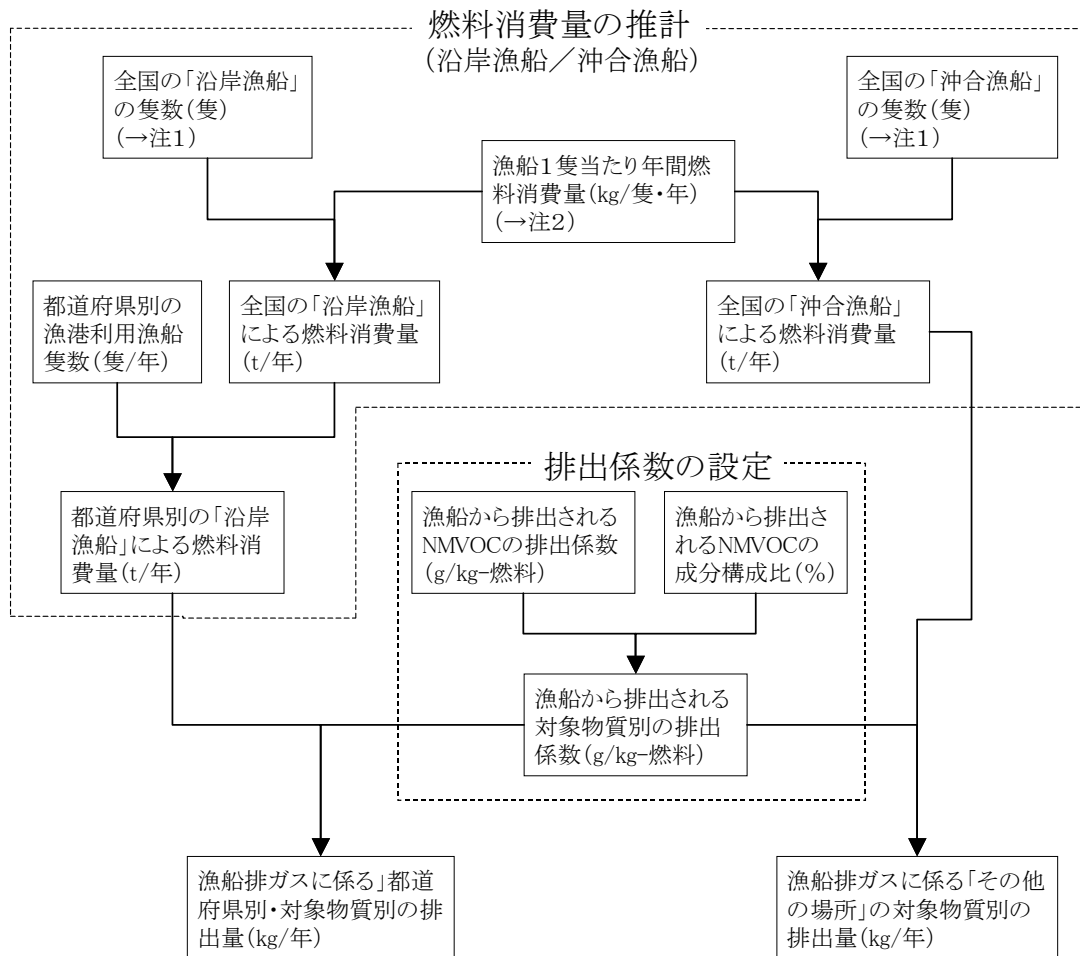 燃料消費量の推計
(沿岸漁船／沖合漁船)
全国の「沿岸漁船」
の隻数(隻)
(→注1)
全国の「沖合漁船」
の隻数(隻)
(→注1)
漁船１隻当たり年間燃
料消費量(kg/隻・年)
(→注2)
都道府県別の
漁港利用漁船
隻数(隻/年)
全国の「沿岸漁船」
による燃料消費量
(t/年)
全国の「沖合漁船」
による燃料消費量
(t/年)
排出係数の設定
都道府県別の「沿岸
漁船」による燃料消
費量(t/年)
漁船から排出される
NMVOCの排出係数
(g/kg-燃料)
漁船から排出さ
れるNMVOCの
成分構成比(%)
漁船から排出される
対象物質別の排出
係数(g/kg-燃料)
漁船排ガスに係る」都道
府県別・対象物質別の排
出量(kg/年)
漁船排ガスに係る「その他
の場所」の対象物質別の
排出量(kg/年)